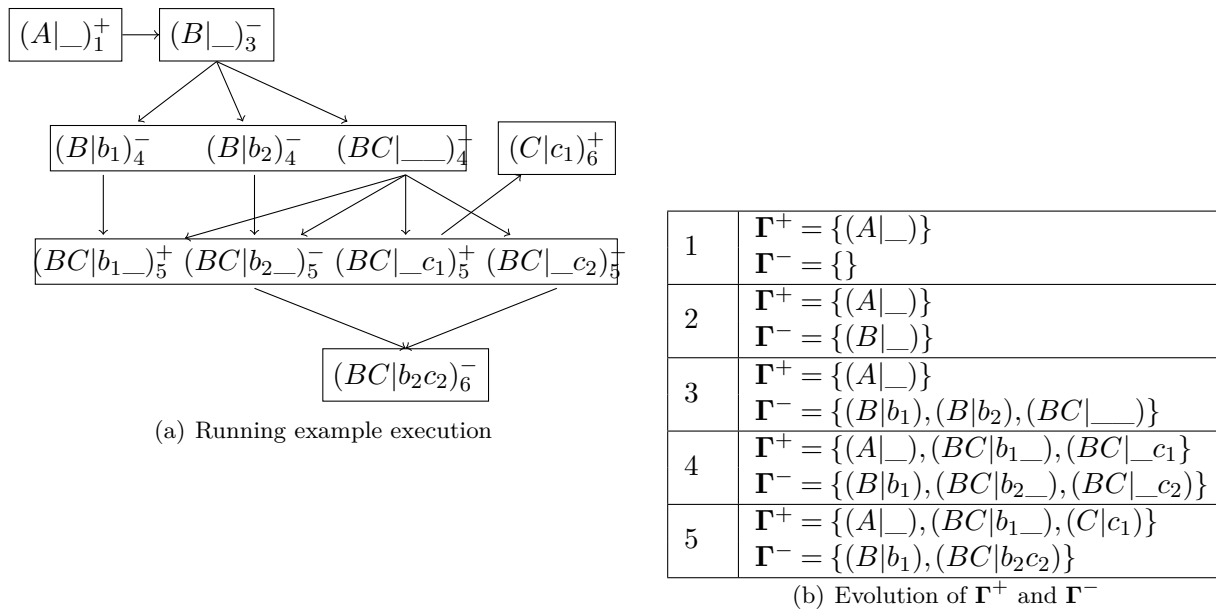 (A|_)₁⁺ (B|_)₃⁻
(B|b₁)₄⁻ (B|b₂)₄⁻ (BC|__)₄⁻ (C|c₁)₆⁺
(BC|b₁_)₅⁺ (BC|b₂_)₅⁻ (BC|_c₁)₅⁺ (BC|_c₂)₅⁻
(BC|b₂c₂)₆⁻
(a) Running example execution
1
Γ⁺ = {(A|_)}
Γ⁻ = {}
2
Γ⁺ = {(A|_)}
Γ⁻ = {(B|_)}
3
Γ⁺ = {(A|_)}
Γ⁻ = {(B|b₁), (B|b₂), (BC|__)}
4
Γ⁺ = {(A|_), (BC|b₁_), (BC|_c₁}
Γ⁻ = {(B|b₁), (BC|b₂_), (BC|_c₂)}
5
Γ⁺ = {(A|_), (BC|b₁_), (C|c₁)}
Γ⁻ = {(B|b₁), (BC|b₂c₂)}
(b) Evolution of Γ⁺ and Γ⁻